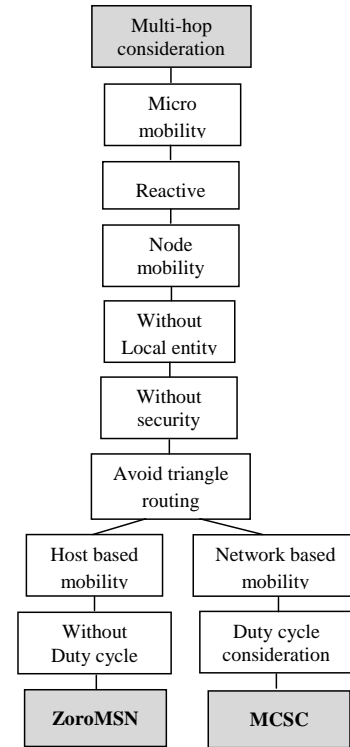 Multi-hop
consideration
Micro
mobility
Reactive
Node
mobility
Without
Local entity
Without
security
Avoid triangle
routing
Host based
mobility
Network based
mobility
Without
Duty cycle
Duty cycle
consideration
ZoroMSN
MCSC